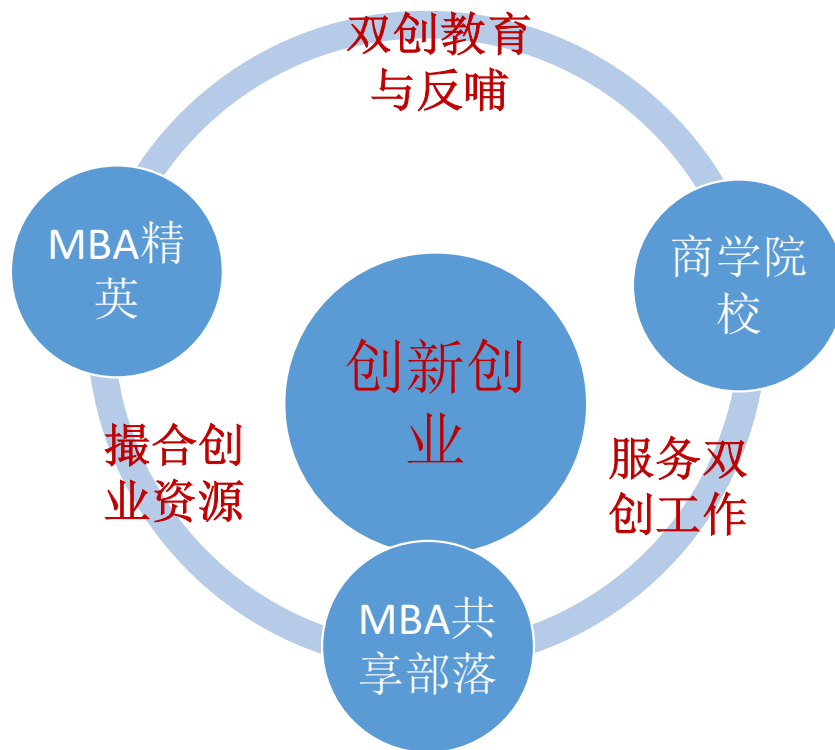 双创教育
与反哺
MBA精
英
商学院
校
创新创
业
撮合创
业资源
服务双
创工作
MBA共
享部落